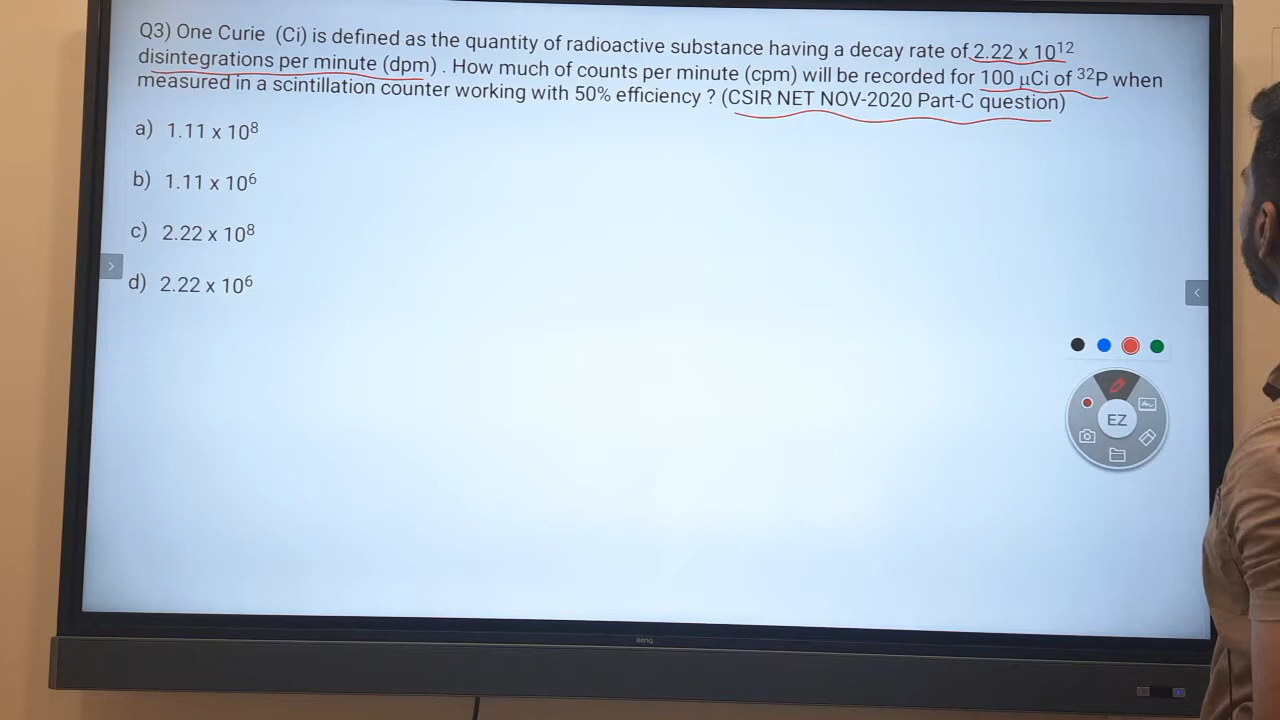 Q3) One Curie (Ci) is defined as the quantity of radioactive substance having a decay rate of 2.22 x 10¹²
disintegrations per minute (dpm) . How much of counts per minute (cpm) will be recorded for 100 μCi of ³²P when
measured in a scintillation counter working with 50% efficiency ? (CSIR NET NOV-2020 Part-C question)
a) 1.11 x 10⁸
b) 1.11 x 10⁶
c) 2.22 x 10⁸
d) 2.22 x 10⁶
EZ
BenQ